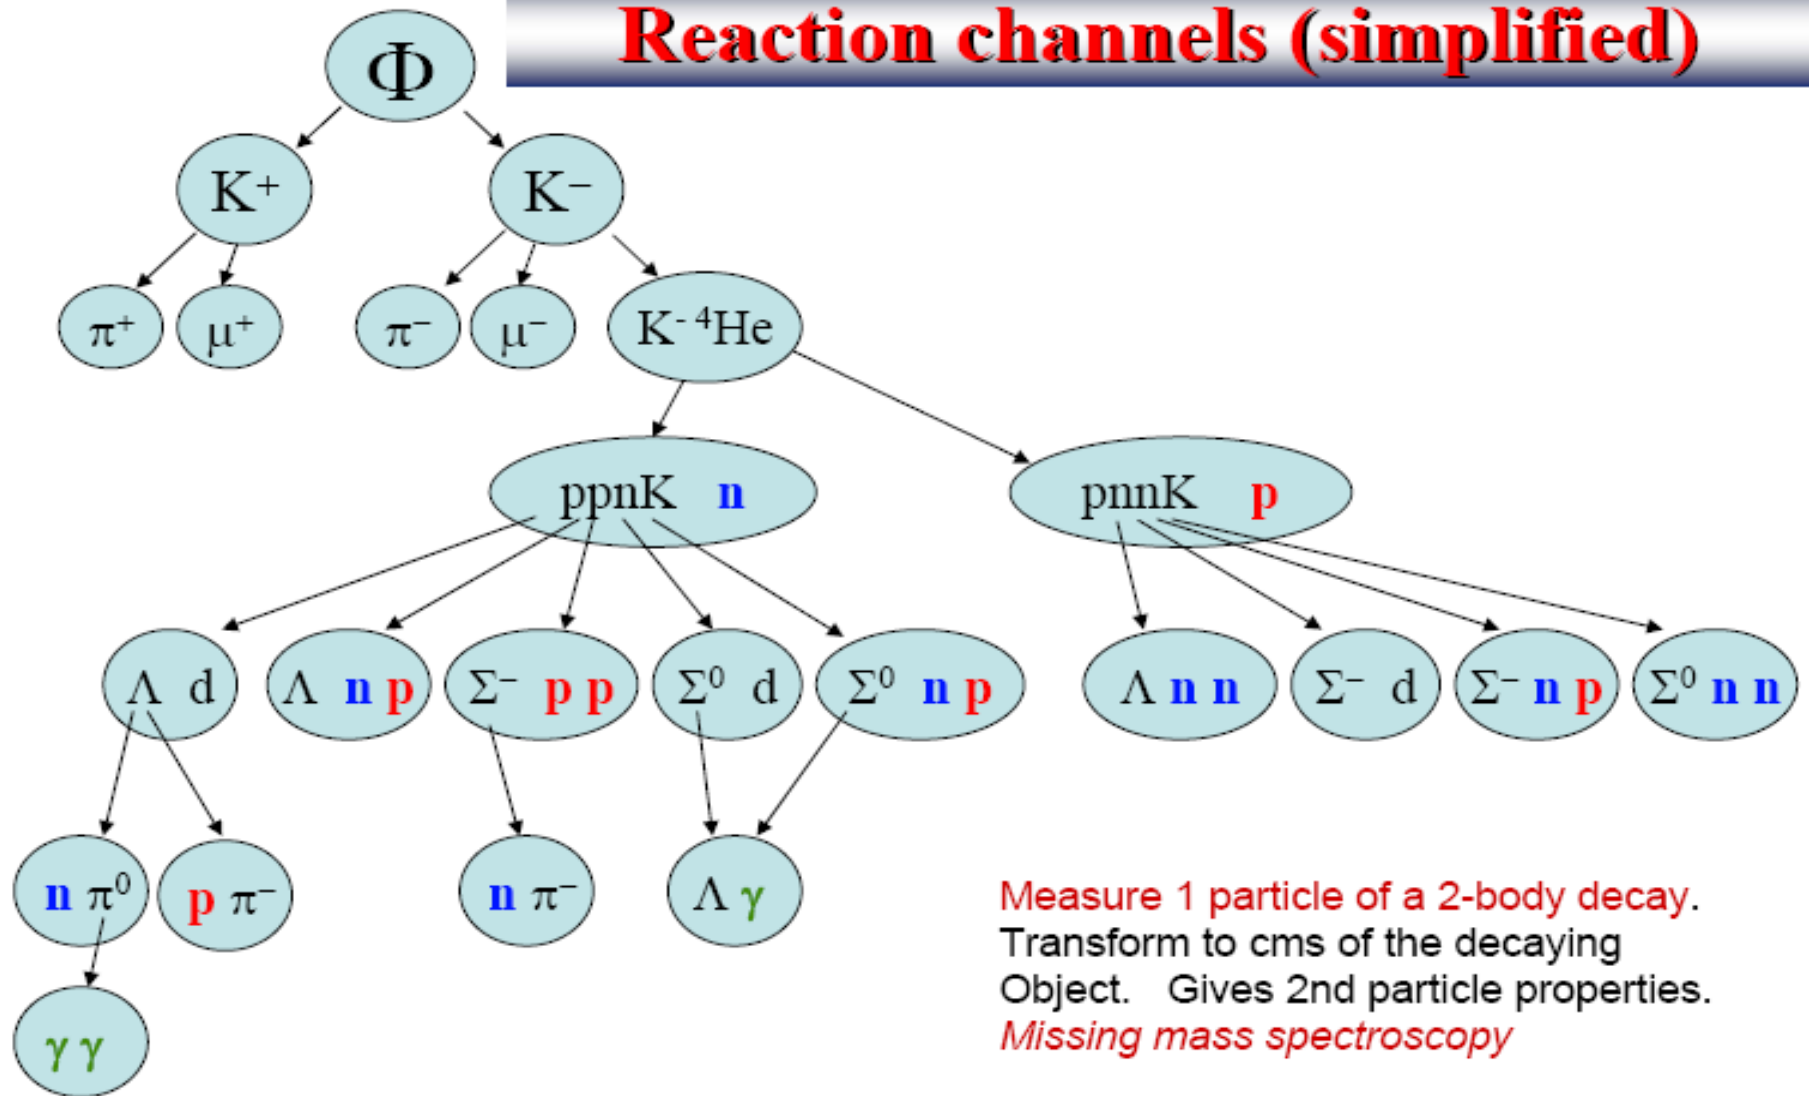 Reaction channels (simplified)
Φ
K⁺ K⁻
π⁺ μ⁺ π⁻ μ⁻ K⁻ ⁴He
ppnK n pnnK p
Λ d Λ n p Σ⁻ p p Σ⁰ d Σ⁰ n p Λ n n Σ⁻ d Σ⁻ n p Σ⁰ n n
n π⁰ p π⁻ n π⁻ Λ γ
γ γ
Measure 1 particle of a 2-body decay.
Transform to cms of the decaying
Object. Gives 2nd particle properties.
Missing mass spectroscopy